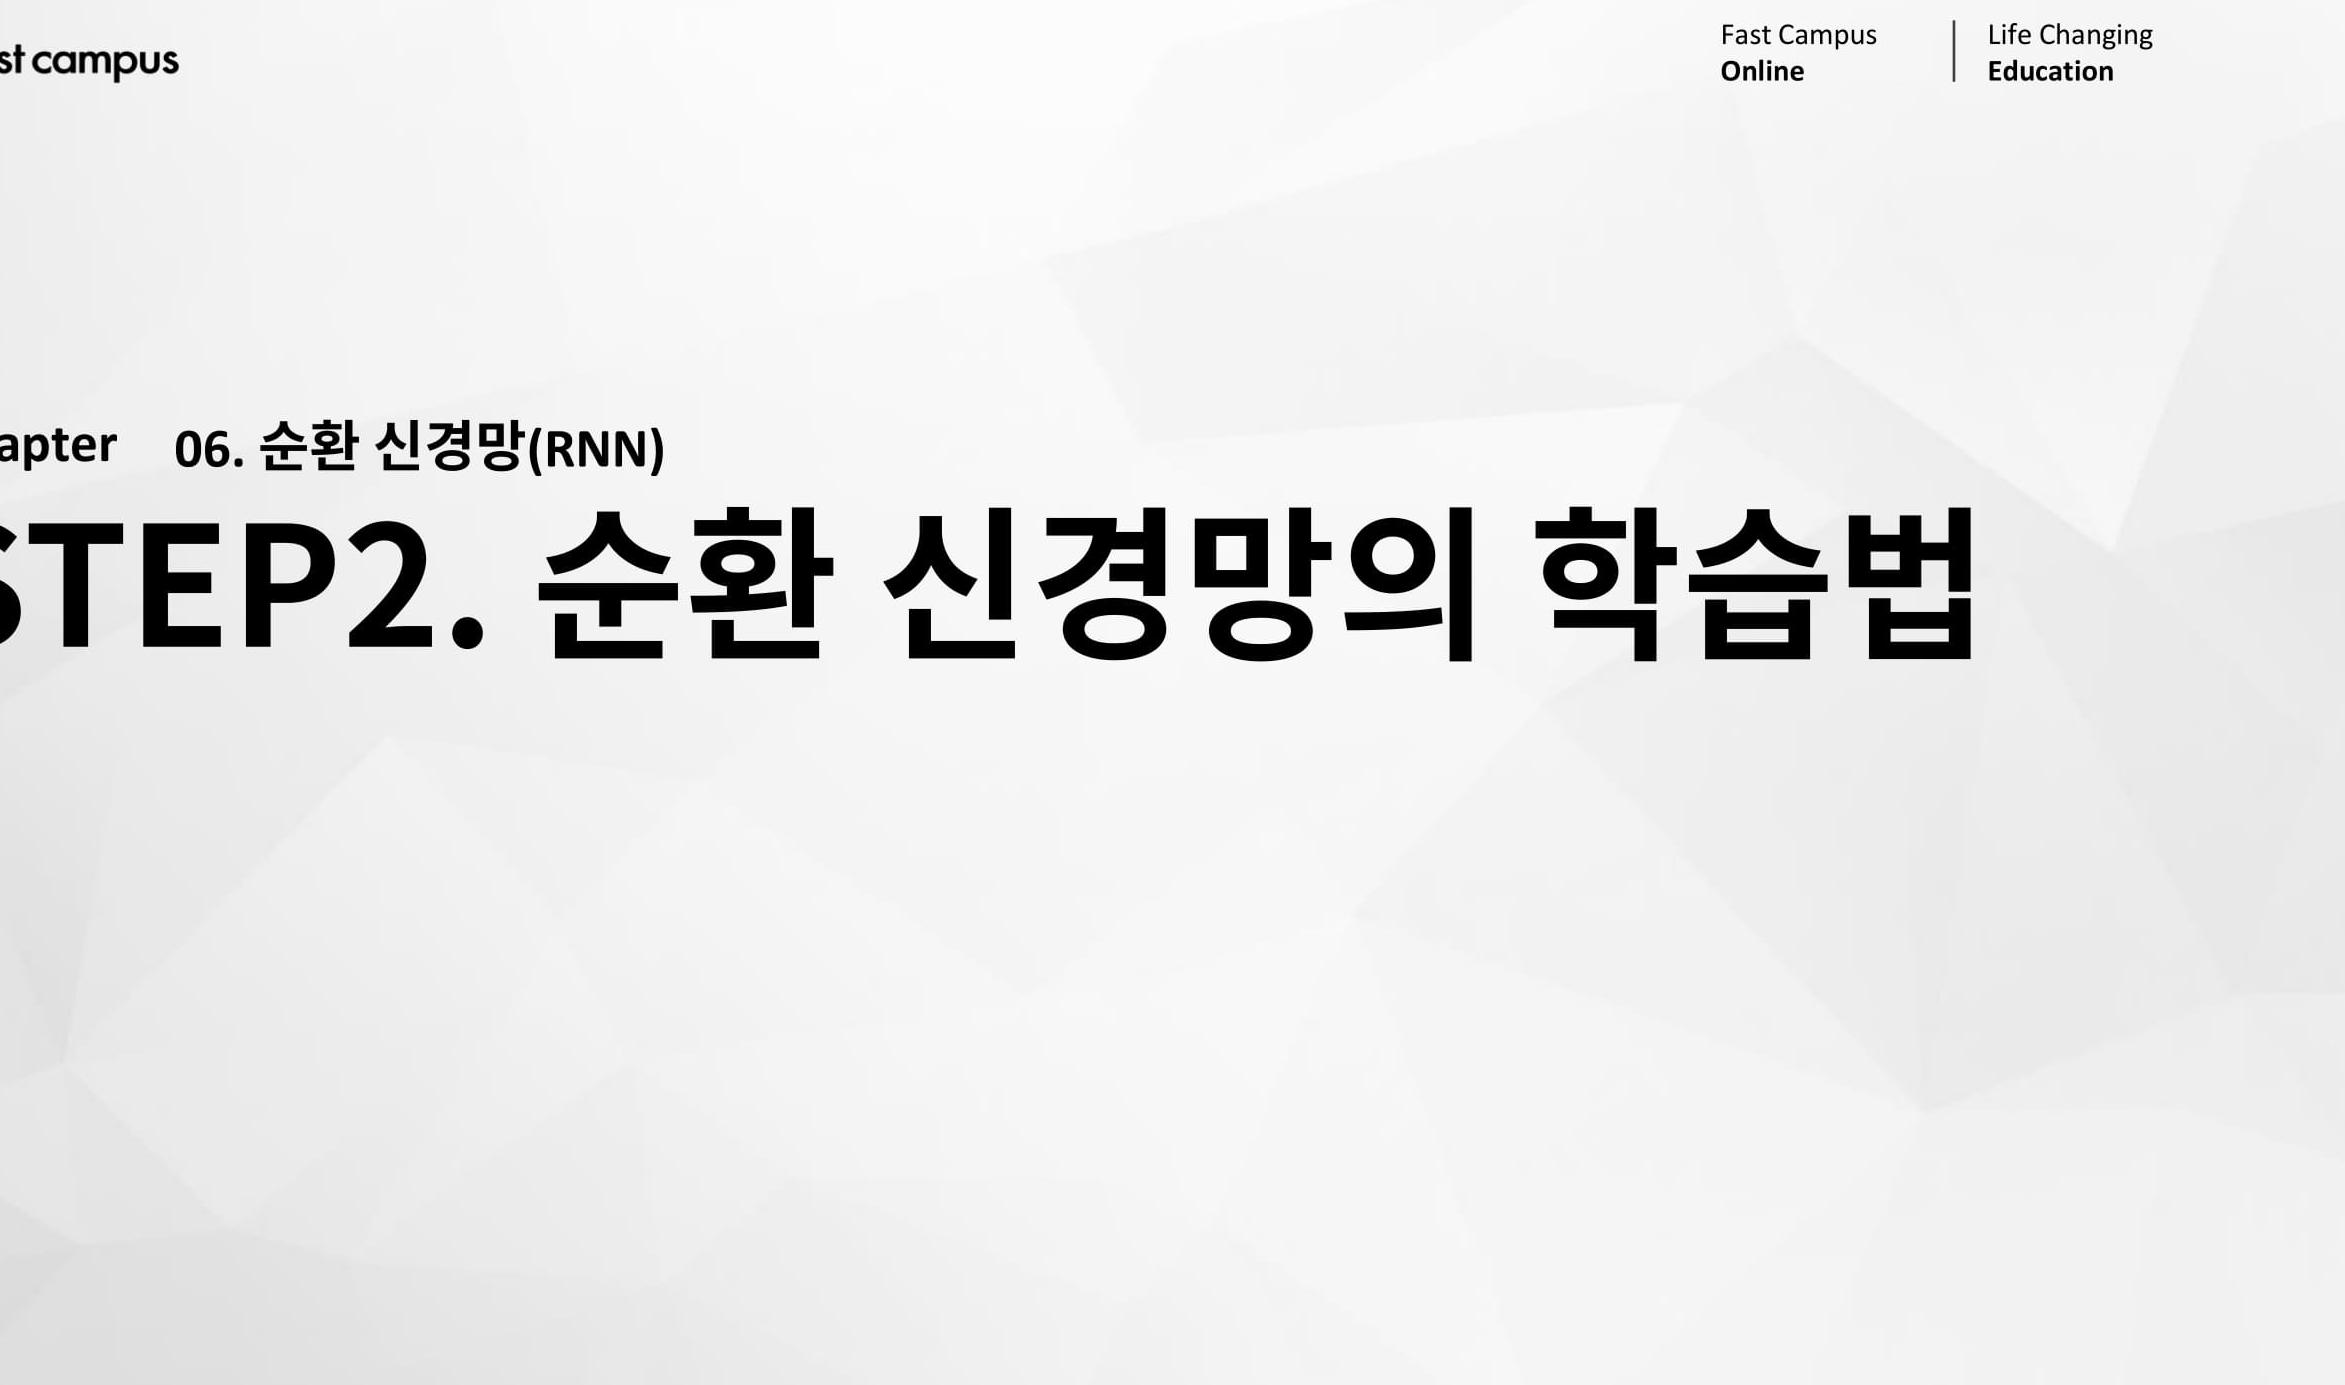 st campus
Fast Campus
Online
Life Changing
Education
apter 06. 순환 신경망(RNN)
STEP2. 순환 신경망의 학습법